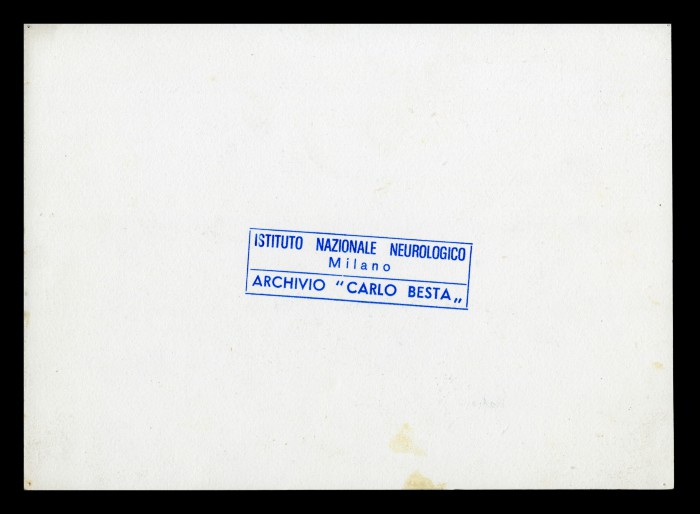 ISTITUTO NAZIONALE NEUROLOGICO
Milano
ARCHIVIO "CARLO BESTA„